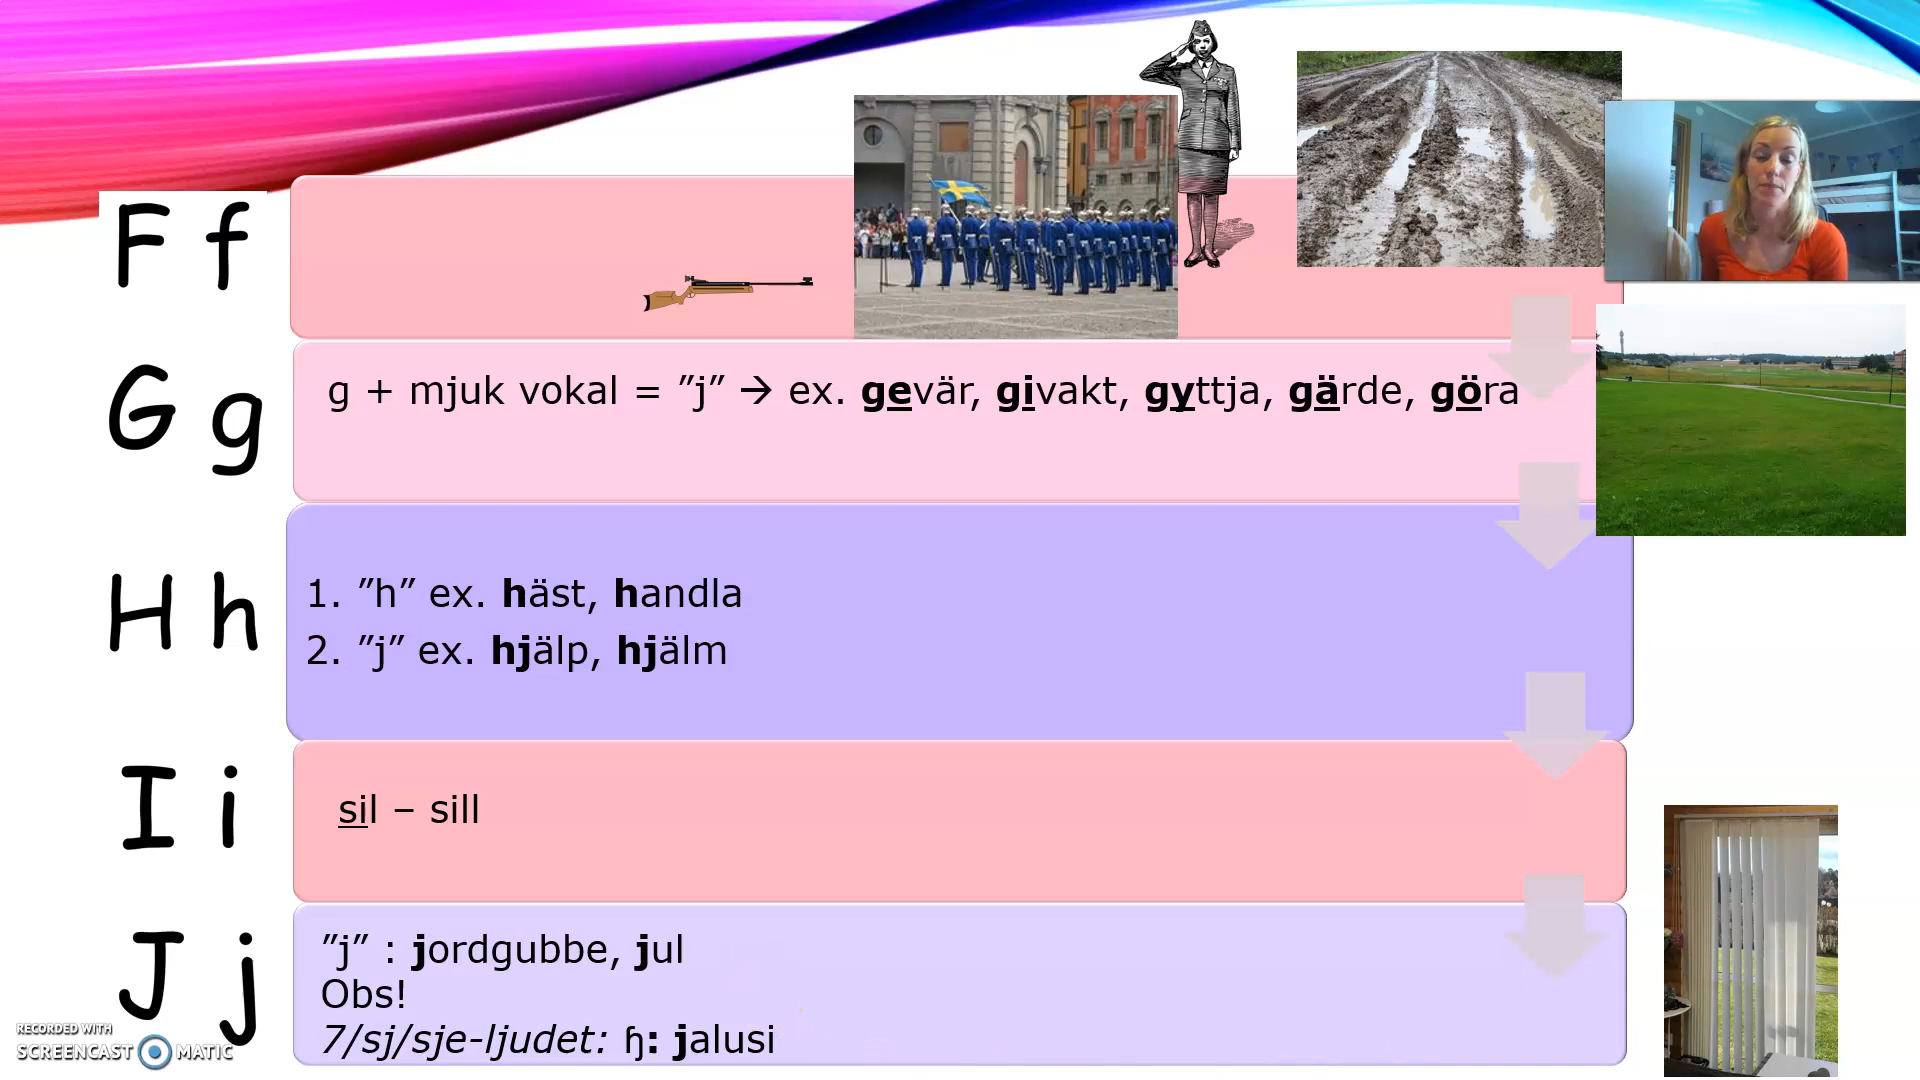 F f
G g
g + mjuk vokal = ”j” → ex. gevär, givakt, gyttja, gärde, göra
H h
1. ”h” ex. häst, handla
2. ”j” ex. hjälp, hjälm
I i
sil – sill
J j
”j” : jordgubbe, jul
Obs!
7/sj/sje-ljudet: ɧ: jalusi
RECORDED WITH
SCREENCAST MATIC